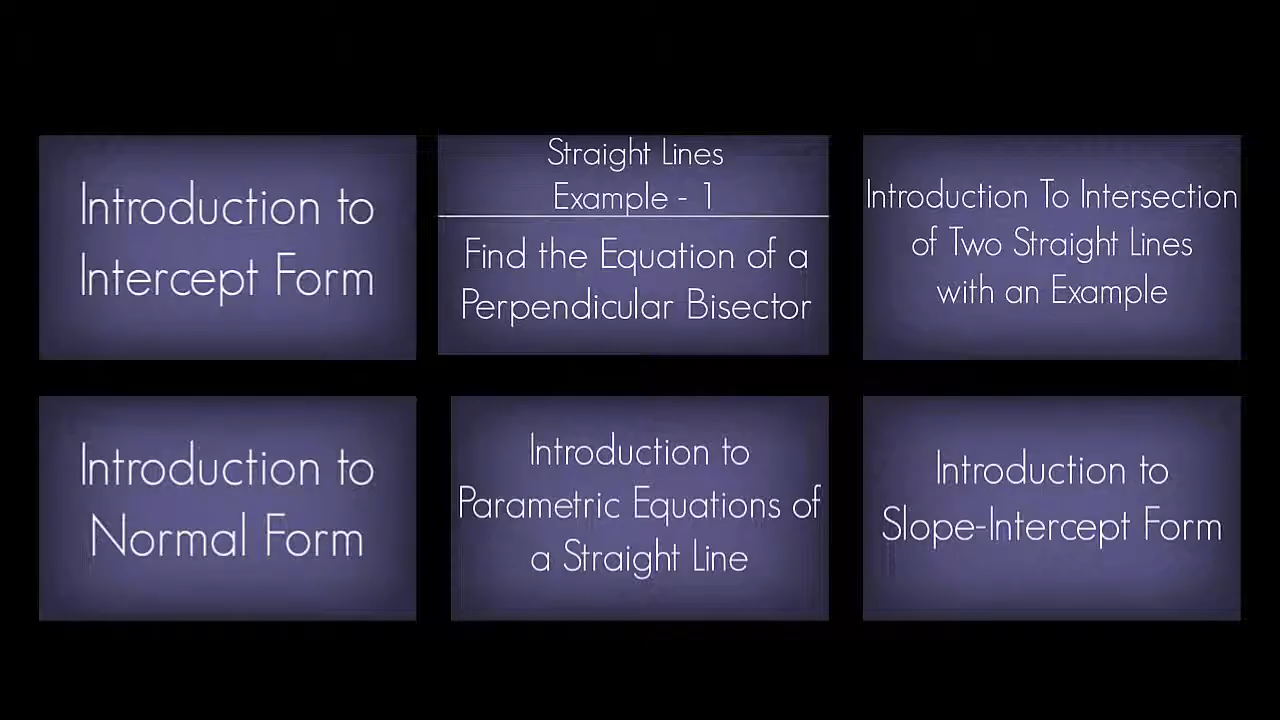 Introduction to
Intercept Form
Straight Lines
Example - 1
Find the Equation of a
Perpendicular Bisector
Introduction To Intersection
of Two Straight Lines
with an Example
Introduction to
Normal Form
Introduction to
Parametric Equations of
a Straight Line
Introduction to
Slope-Intercept Form